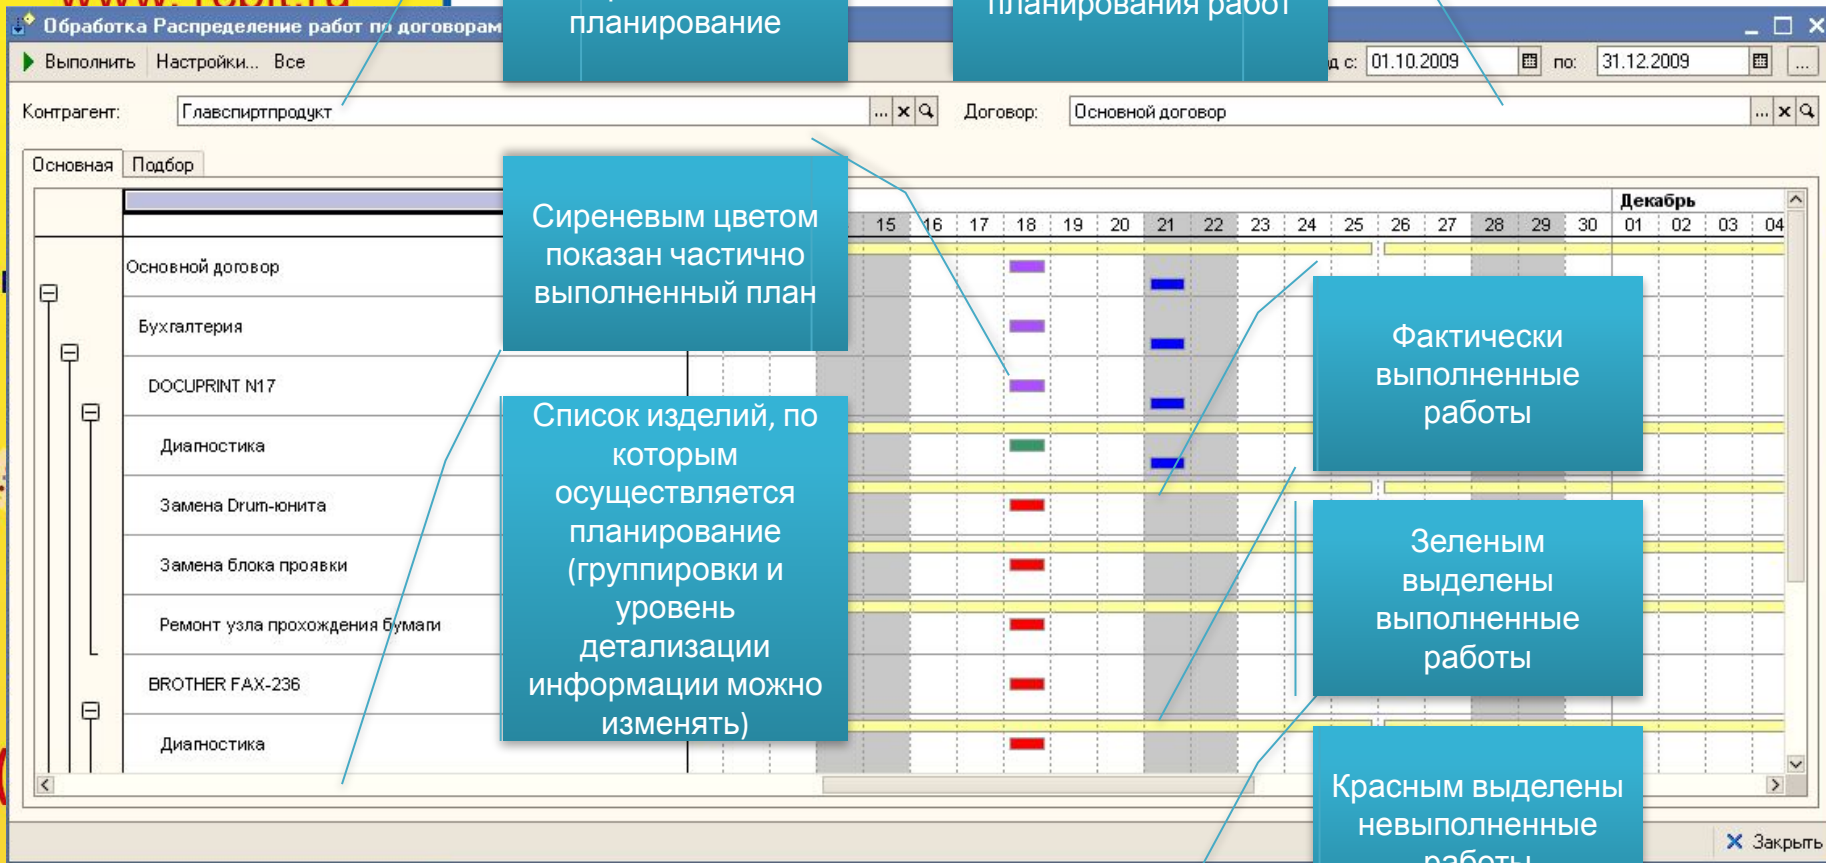 планирование
планирования работ
Обработка Распределение работ по договорам
Выполнить Настройки... Все
д с: 01.10.2009 по: 31.12.2009 ...
Контрагент: Главспиртпродукт ... x Договор: Основной договор ... x
Основная Подбор
Декабрь
15 16 17 18 19 20 21 22 23 24 25 26 27 28 29 30 01 02 03 04
Основной договор
Бухгалтерия
DOCUPRINT N17
Диагностика
Замена Drum-юнита
Замена блока проявки
Ремонт узла прохождения бумаги
BROTHER FAX-236
Диагностика
Сиреневым цветом
показан частично
выполненный план
Список изделий, по
которым
осуществляется
планирование
(группировки и
уровень
детализации
информации можно
изменять)
Фактически
выполненные
работы
Зеленым
выделены
выполненные
работы
Красным выделены
невыполненные
работы
Закрыть